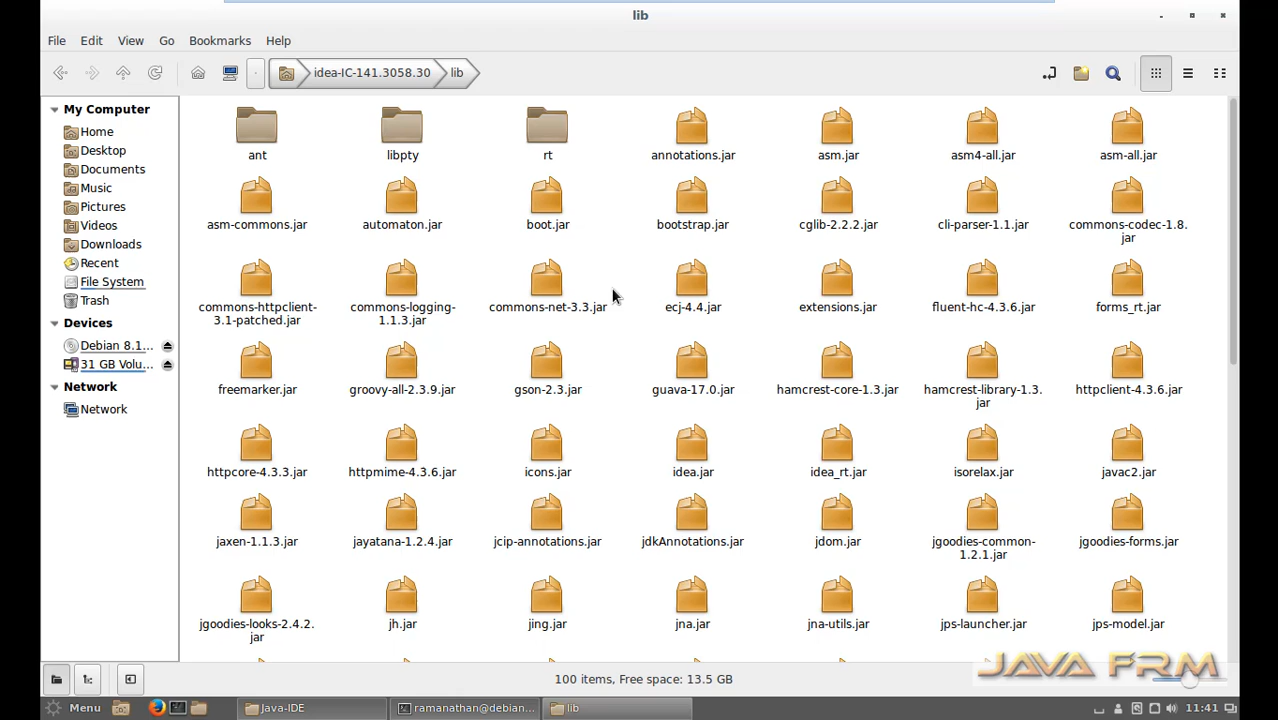 lib
File Edit View Go Bookmarks Help
idea-IC-141.3058.30 lib
My Computer
Home
Desktop
Documents
Music
Pictures
Videos
Downloads
Recent
File System
Trash
Devices
Debian 8.1...
31 GB Volu...
Network
Network
ant libpty rt annotations.jar asm.jar asm4-all.jar asm-all.jar
asm-commons.jar automaton.jar boot.jar bootstrap.jar cglib-2.2.2.jar cli-parser-1.1.jar commons-codec-1.8.
jar
commons-httpclient- commons-logging- commons-net-3.3.jar ecj-4.4.jar extensions.jar fluent-hc-4.3.6.jar forms_rt.jar
3.1-patched.jar 1.1.3.jar
freemarker.jar groovy-all-2.3.9.jar gson-2.3.jar guava-17.0.jar hamcrest-core-1.3.jar hamcrest-library-1.3. httpclient-4.3.6.jar
jar
httpcore-4.3.3.jar httpmime-4.3.6.jar icons.jar idea.jar idea_rt.jar isorelax.jar javac2.jar
jaxen-1.1.3.jar jayatana-1.2.4.jar jcip-annotations.jar jdkAnnotations.jar jdom.jar jgoodies-common- jgoodies-forms.jar
1.2.1.jar
jgoodies-looks-2.4.2. jh.jar jing.jar jna.jar jna-utils.jar jps-launcher.jar jps-model.jar
jar
JAVA FRM
100 items, Free space: 13.5 GB
Menu Java-IDE ramanathan@debian... lib 11:41